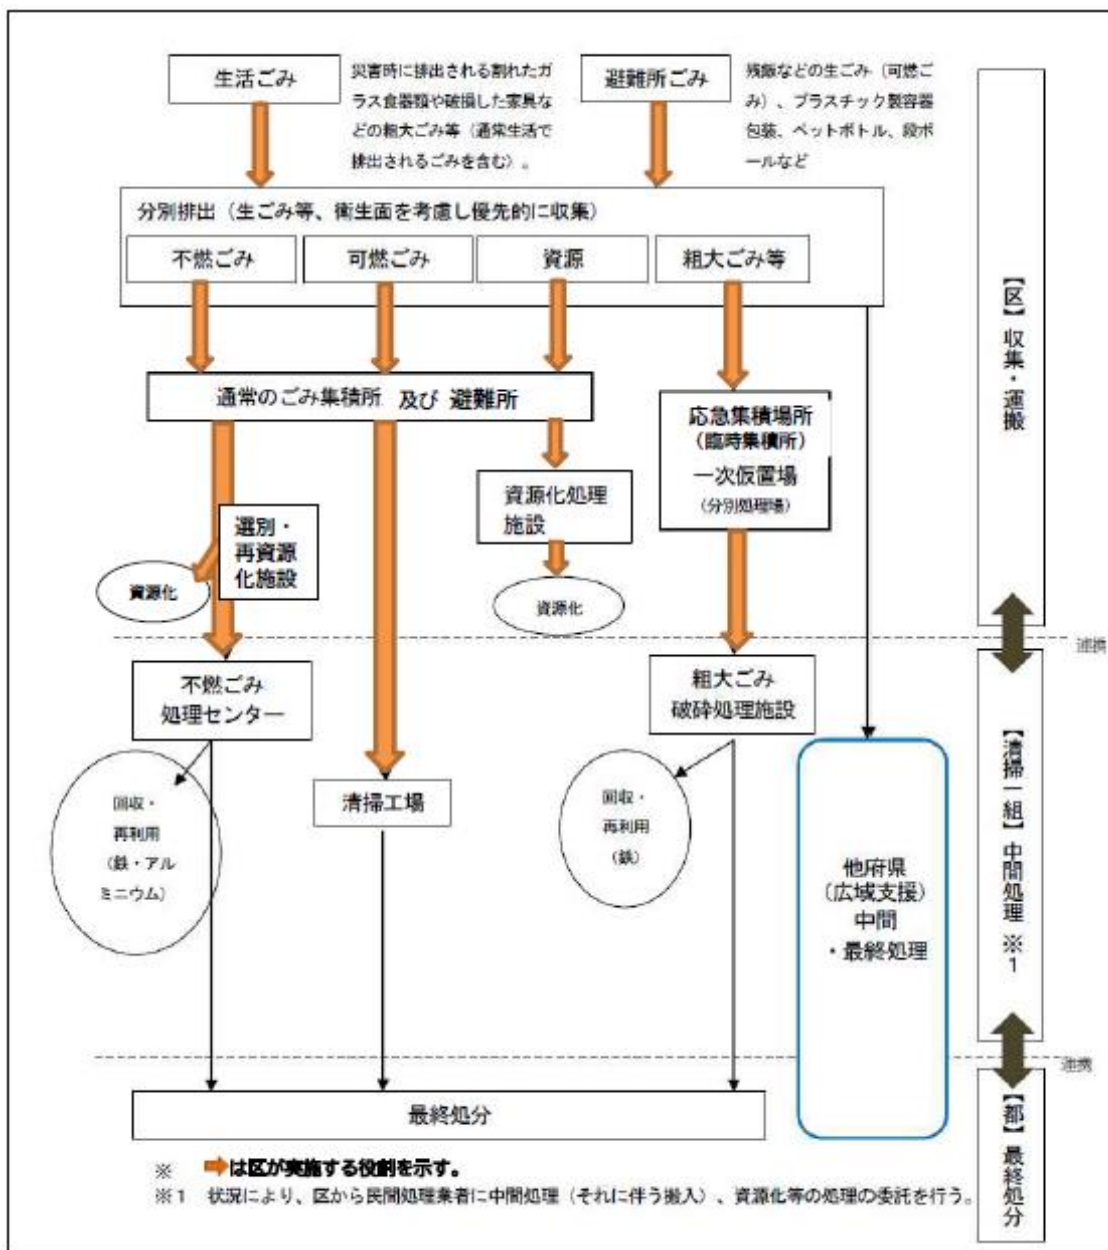 生活ごみ
災害時に排出される割れたガ
ラス食器類や破損した家具な
どの粗大ごみ等（通常生活で
排出されるごみを含む）。
避難所ごみ
残飯などの生ごみ（可燃ご
み）、プラスチック製容器
包装、ペットボトル、段ボ
ールなど
分別排出（生ごみ等、衛生面を考慮し優先的に収集）
不燃ごみ
可燃ごみ
資源
粗大ごみ等
通常のごみ集積所 及び 避難所
応急集積場所
（臨時集積所）
一次仮置場
（分別処理場）
資源化処理
施設
選別・
再資源
化施設
資源化
資源化
【区】収集・運搬
連携
不燃ごみ
処理センター
粗大ごみ
破砕処理施設
回収・
再利用
（鉄・アル
ミニウム）
清掃工場
回収・
再利用
（鉄）
他府県
（広域支援）
中間
・最終処理
【清掃一組】中間処理 ※1
連携
最終処分
【都】最終処分
※ は区が実施する役割を示す。
※1 状況により、区から民間処理業者に中間処理（それに伴う搬入）、資源化等の処理の委託を行う。